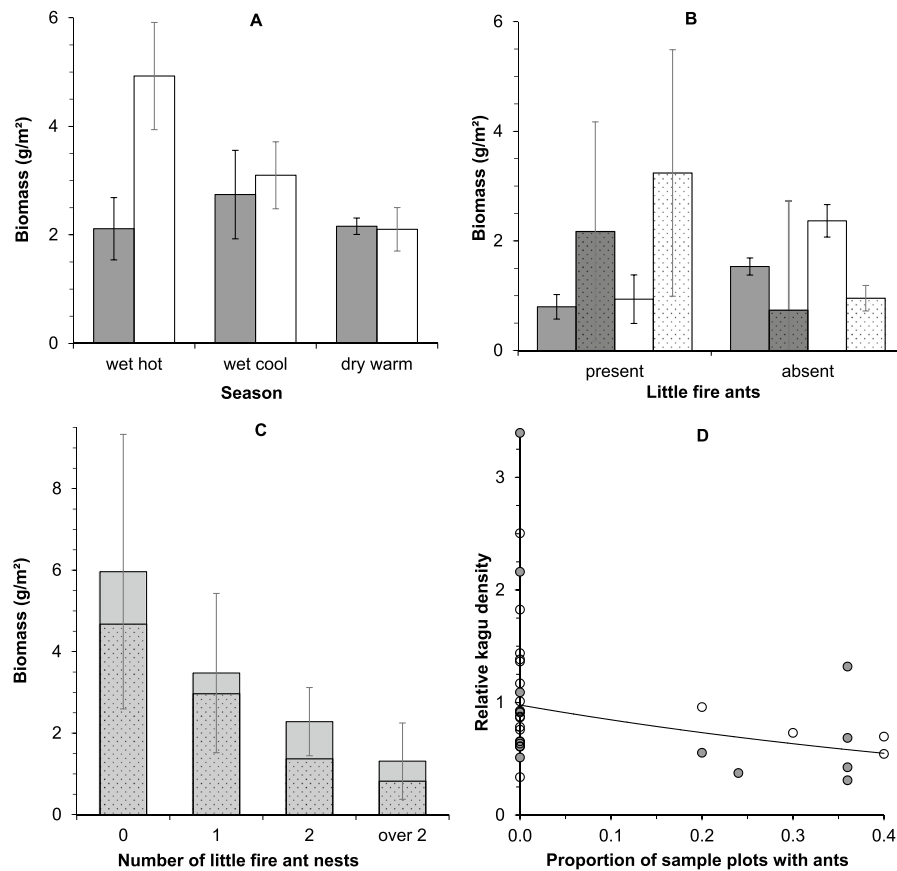 A
6
4
2
0
Biomass (g/m²)
wet hot wet cool dry warm
Season
B
6
4
2
0
Biomass (g/m²)
present absent
Little fire ants
C
8
6
4
2
0
Biomass (g/m²)
0 1 2 over 2
Number of little fire ant nests
D
3
2
1
0
Relative kagu density
0.0 0.1 0.2 0.3 0.4
Proportion of sample plots with ants